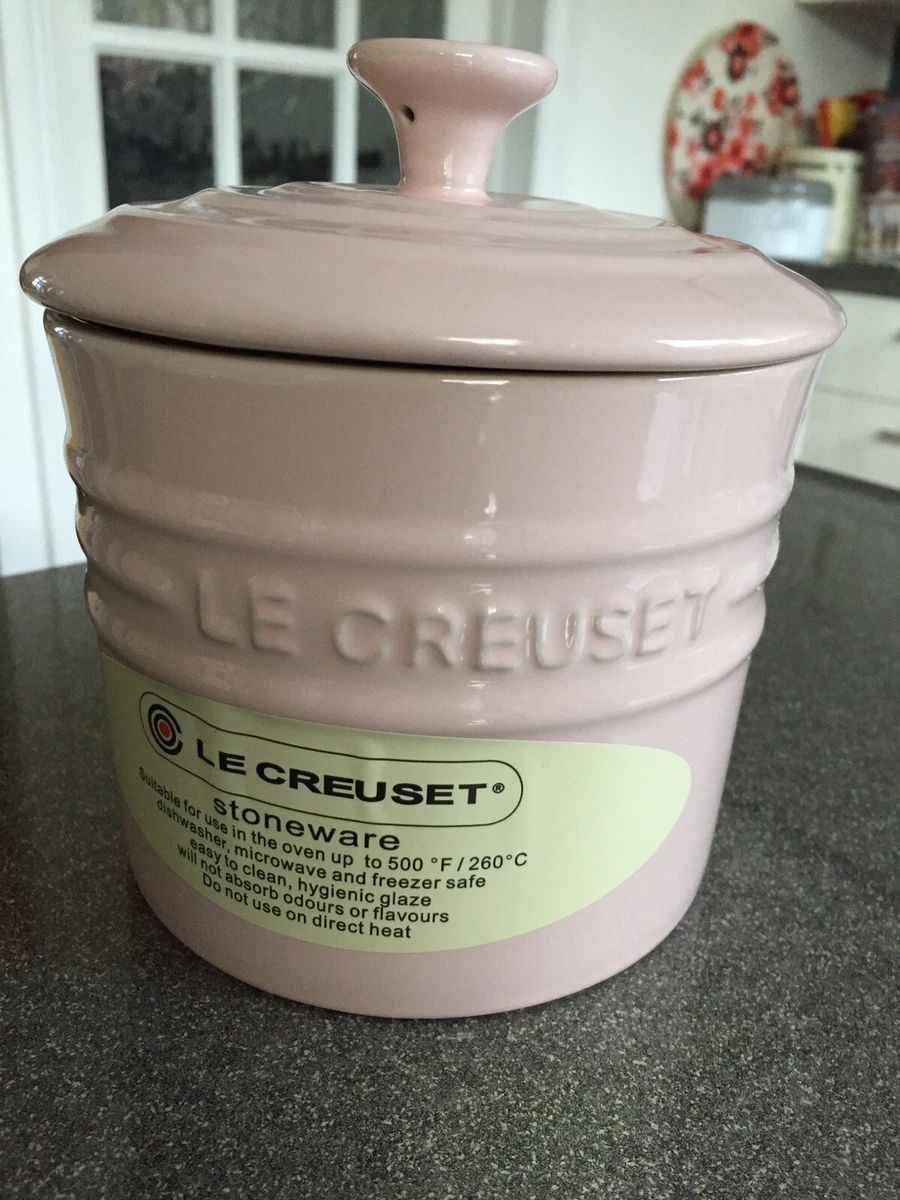 LE CREUSET
LE CREUSET®
stoneware
Suitable for use in the oven up to 500 °F / 260°C
dishwasher, microwave and freezer safe
easy to clean, hygienic glaze
will not absorb odours or flavours
Do not use on direct heat